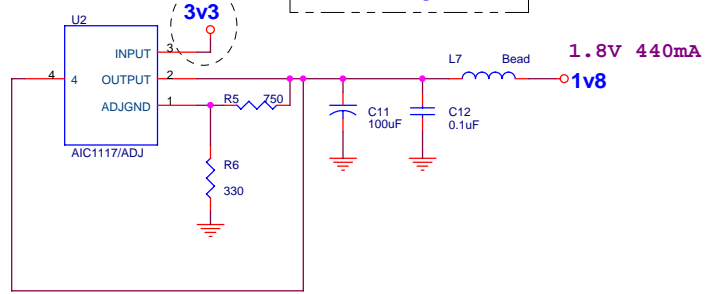 U2
3v3
INPUT 3
4 4 OUTPUT 2
ADJGND 1
AIC1117/ADJ
R5 750
R6
330
C11
100uF
C12
0.1uF
L7 Bead
1.8V 440mA
1v8